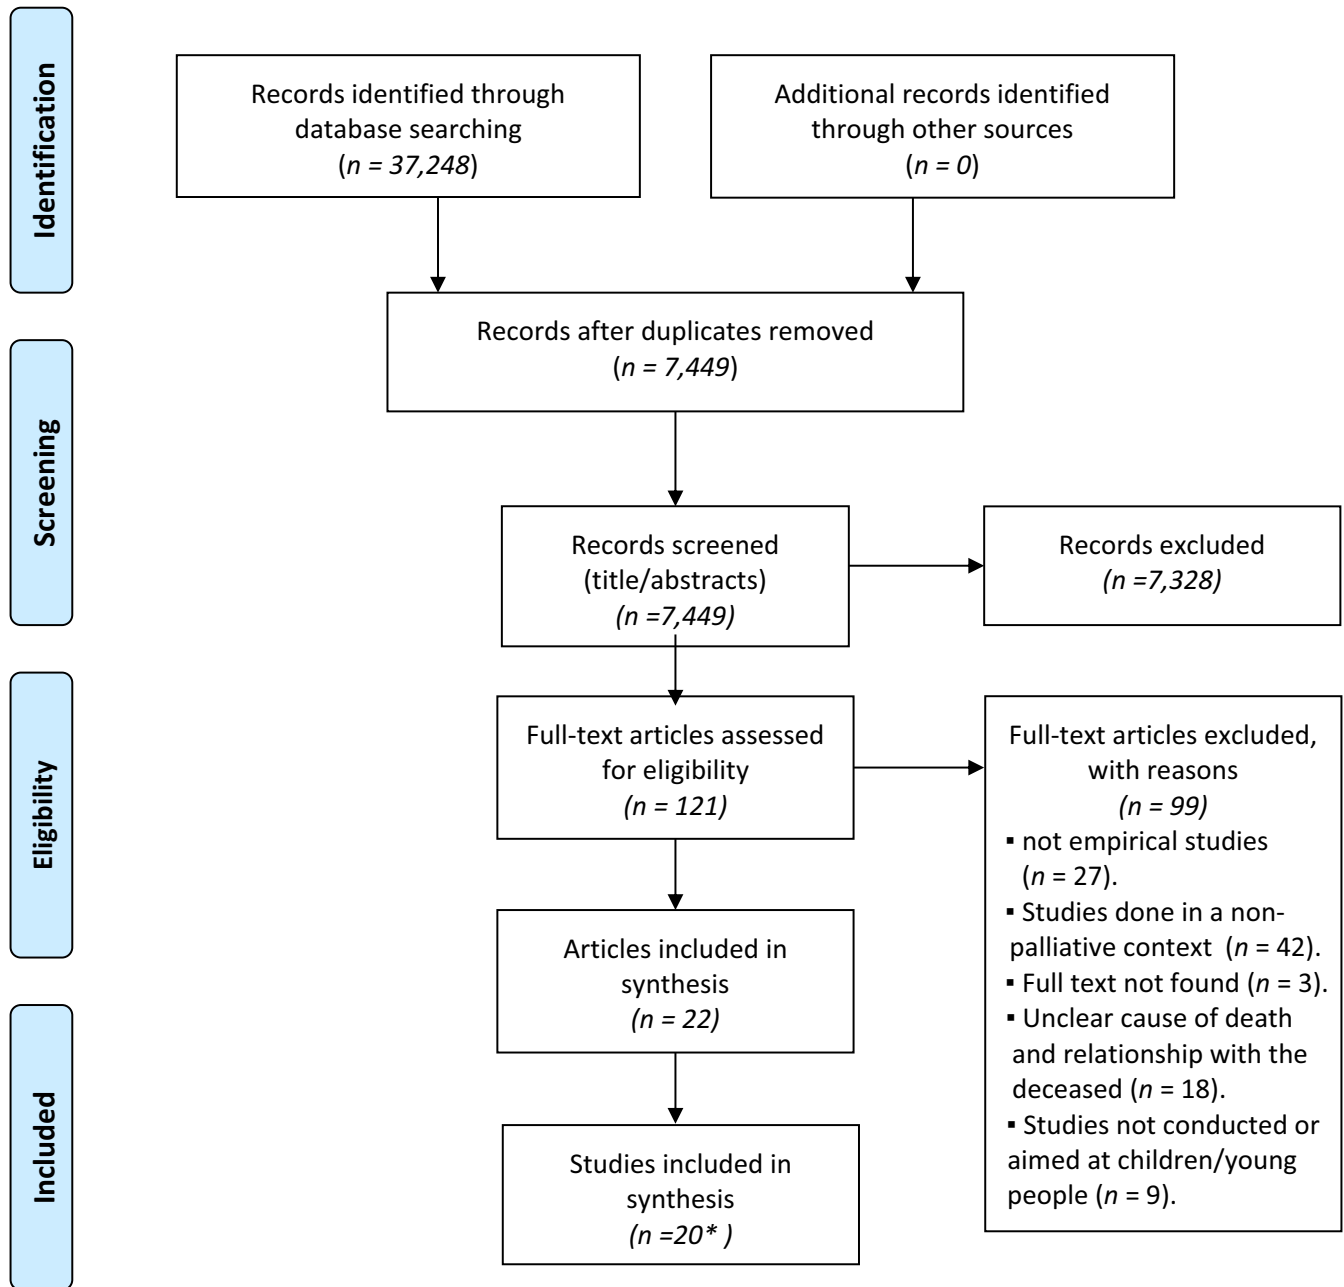 Identification
Records identified through
database searching
(n = 37,248)
Additional records identified
through other sources
(n = 0)
Records after duplicates removed
(n = 7,449)
Screening
Records screened
(title/abstracts)
(n =7,449)
Records excluded
(n =7,328)
Eligibility
Full-text articles assessed
for eligibility
(n = 121)
Full-text articles excluded,
with reasons
(n = 99)
▪ not empirical studies
(n = 27).
▪ Studies done in a non-
palliative context (n = 42).
▪ Full text not found (n = 3).
▪ Unclear cause of death
and relationship with the
deceased (n = 18).
▪ Studies not conducted or
aimed at children/young
people (n = 9).
Articles included in
synthesis
(n = 22)
Included
Studies included in
synthesis
(n =20* )